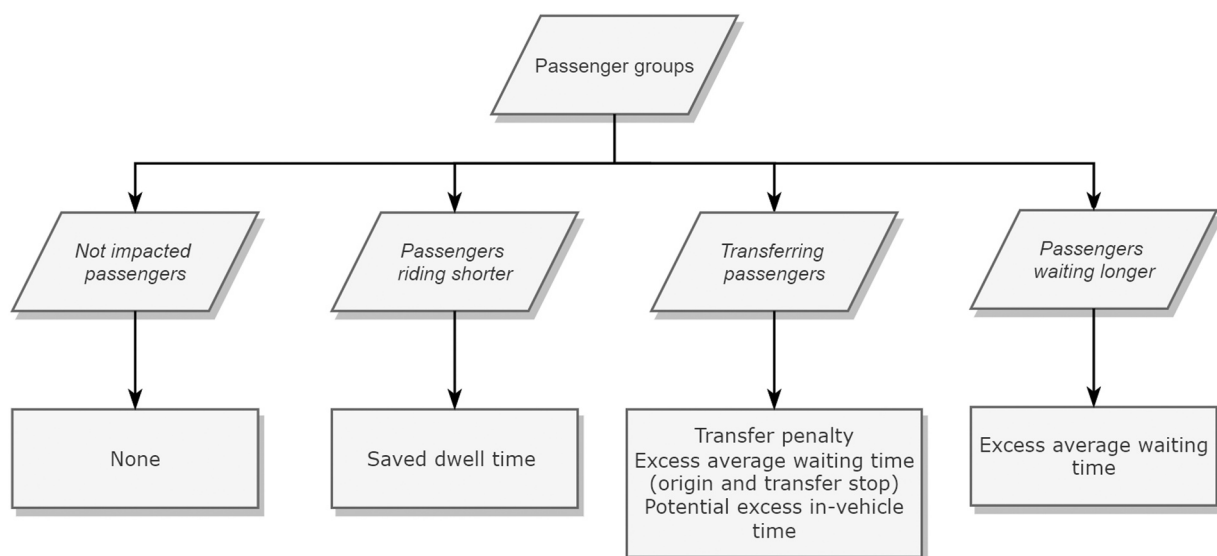 Passenger groups
Not impacted
passengers
Passengers
riding shorter
Transferring
passengers
Passengers
waiting longer
None
Saved dwell time
Transfer penalty
Excess average waiting time
(origin and transfer stop)
Potential excess in-vehicle
time
Excess average waiting
time